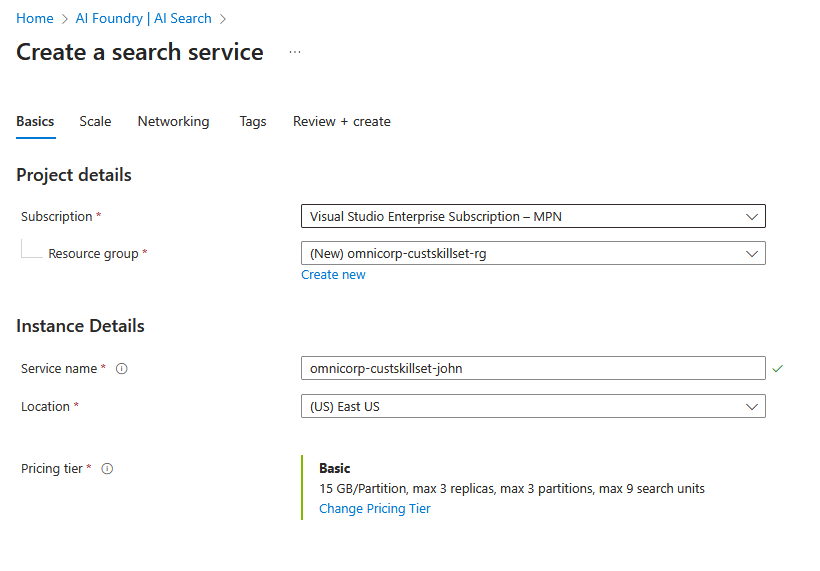 Home > AI Foundry | AI Search >
Create a search service ...
Basics Scale Networking Tags Review + create
Project details
Subscription * Visual Studio Enterprise Subscription – MPN
Resource group * (New) omnicorp-custskillset-rg
Create new
Instance Details
Service name * omnicorp-custskillset-john
Location * (US) East US
Pricing tier * Basic
15 GB/Partition, max 3 replicas, max 3 partitions, max 9 search units
Change Pricing Tier